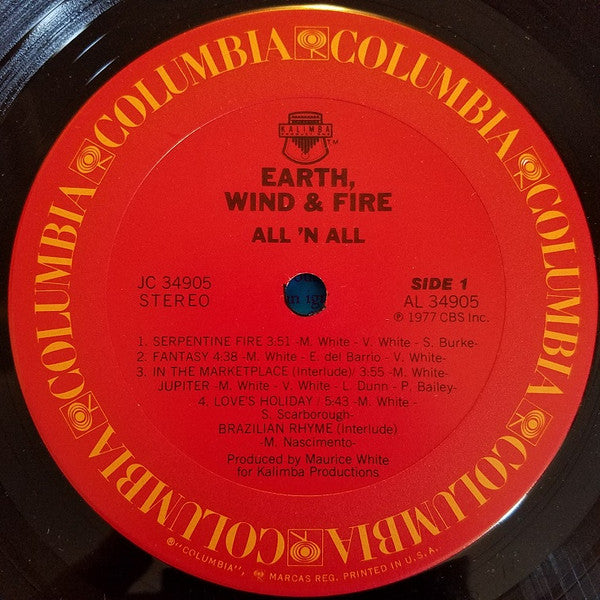 COLUMBIA COLUMBIA COLUMBIA COLUMBIA COLUMBIA COLUMBIA
KALIMBA
TM
EARTH,
WIND & FIRE
ALL 'N ALL
JC 34905
STEREO
SIDE 1
AL 34905
℗ 1977 CBS Inc.
1. SERPENTINE FIRE 3:51 -M. White - V. White - S. Burke-
2. FANTASY 4:38 -M. White - E. del Barrio - V. White-
3. IN THE MARKETPLACE (Interlude) 3:55 -M. White-
JUPITER -M. White - V. White - L. Dunn - P. Bailey-
4. LOVE'S HOLIDAY / 5:43 -M. White -
S. Scarborough-
BRAZILIAN RHYME (Interlude)
-M. Nascimento-
Produced by Maurice White
for Kalimba Productions
®"COLUMBIA", MARCAS REG. PRINTED IN U.S.A.